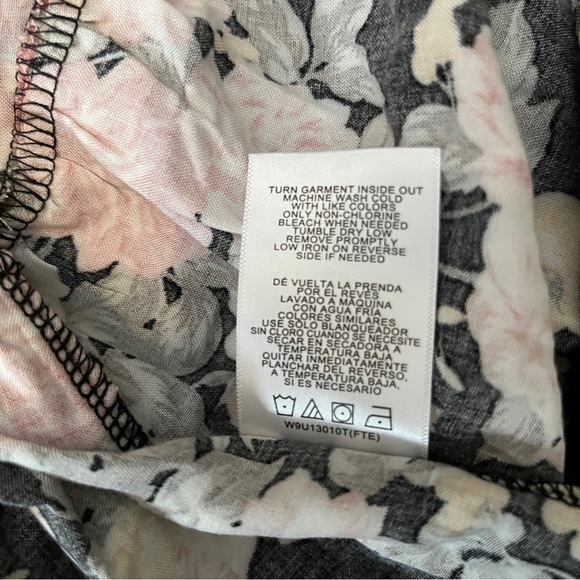 TURN GARMENT INSIDE OUT
MACHINE WASH COLD
WITH LIKE COLORS
ONLY NON-CHLORINE
BLEACH WHEN NEEDED
TUMBLE DRY LOW
REMOVE PROMPTLY
LOW IRON ON REVERSE
SIDE IF NEEDED
DÉ VUELTA LA PRENDA
POR EL REVÉS
LAVADO A MÁQUINA
CON AGUA FRÍA
COLORES SIMILARES
USE SÓLO BLANQUEADOR
SIN CLORO CUANDO SE NECESITE
SECAR EN SECADORA A
TEMPERATURA BAJA
QUITAR INMEDIATAMENTE
PLANCHAR DEL REVERSO,
A TEMPERATURA BAJA,
SI ES NECESARIO
W9U13010T(FTE)